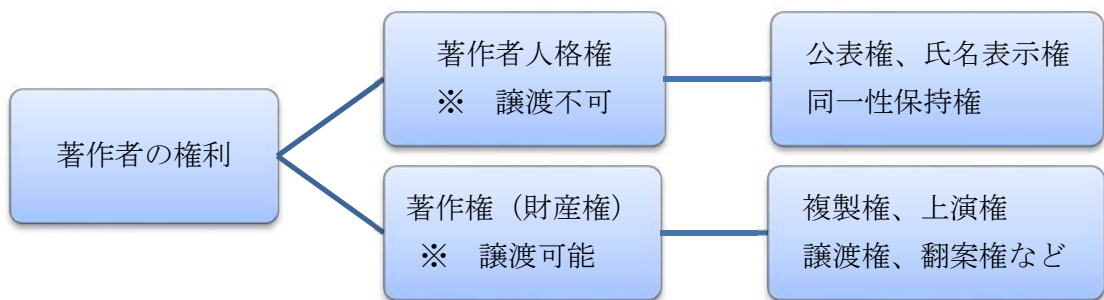 著作者の権利
著作者人格権
※　譲渡不可
公表権、氏名表示権
同一性保持権
著作権（財産権）
※　譲渡可能
複製権、上演権
譲渡権、翻案権など